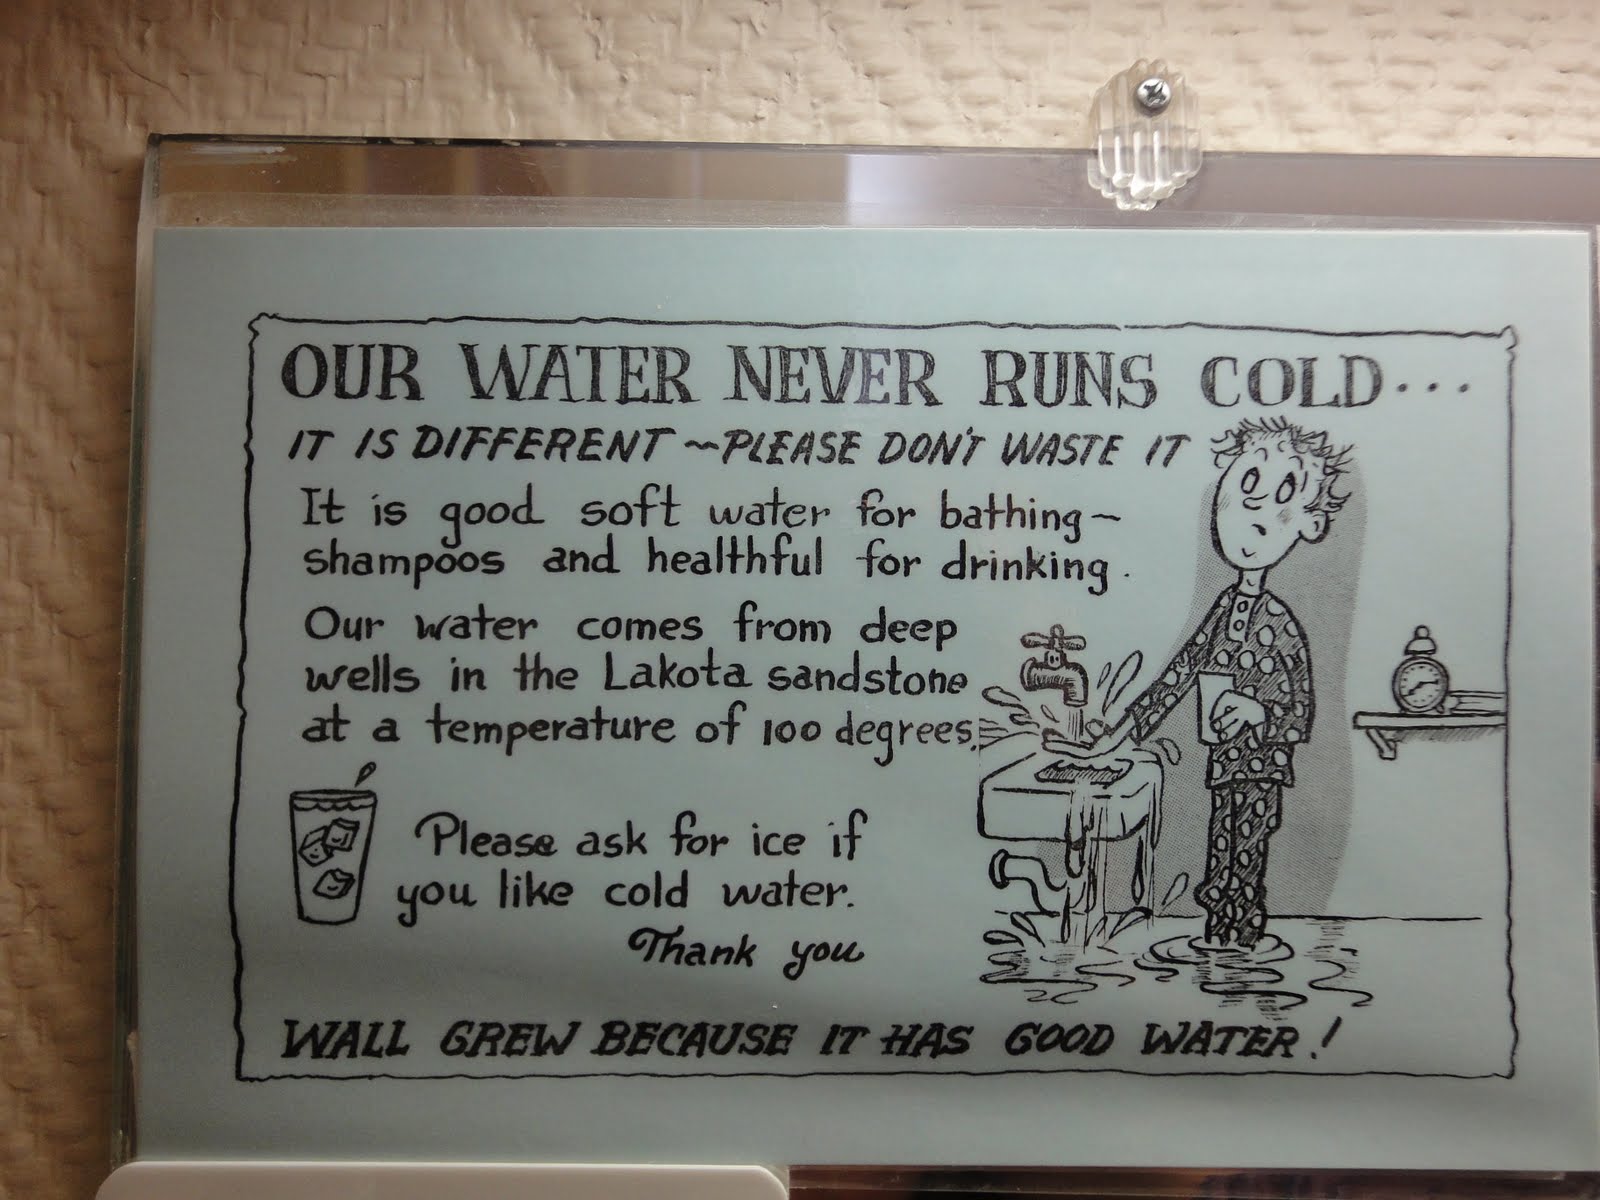 OUR WATER NEVER RUNS COLD...
IT IS DIFFERENT ~ PLEASE DON'T WASTE IT
It is good soft water for bathing ~
shampoos and healthful for drinking.
Our water comes from deep
wells in the Lakota sandstone
at a temperature of 100 degrees.
Please ask for ice if
you like cold water.
Thank you
WALL GREW BECAUSE IT HAS GOOD WATER!